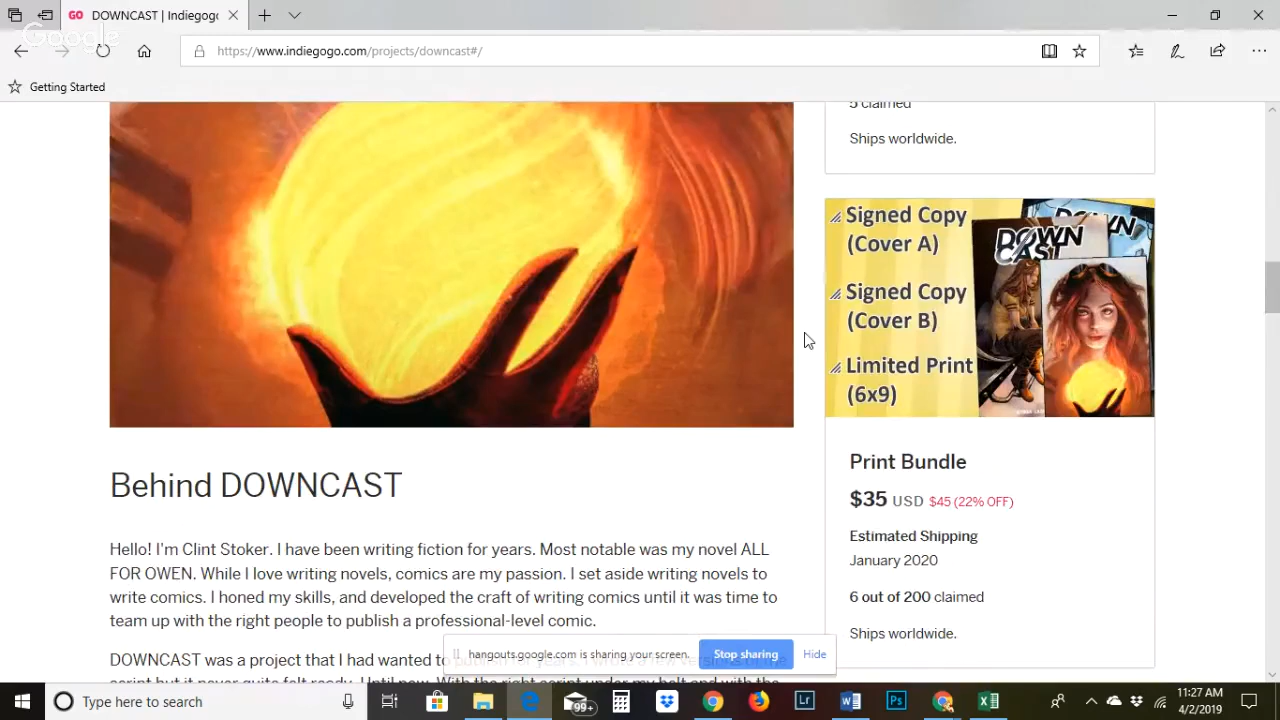 GO DOWNCAST | Indiegogo
Google
https://www.indiegogo.com/projects/downcast#/
Getting Started
5 claimed
Ships worldwide.
Signed Copy
(Cover A)
Signed Copy
(Cover B)
Limited Print
(6x9)
DOWN
CAST
Print Bundle
$35 USD $45 (22% OFF)
Estimated Shipping
January 2020
6 out of 200 claimed
Ships worldwide.
Behind DOWNCAST
Hello! I'm Clint Stoker. I have been writing fiction for years. Most notable was my novel ALL
FOR OWEN. While I love writing novels, comics are my passion. I set aside writing novels to
write comics. I honed my skills, and developed the craft of writing comics until it was time to
team up with the right people to publish a professional-level comic.
DOWNCAST was a project that I had wanted to
hangouts.google.com is sharing your screen.
Stop sharing
Hide
Type here to search
99+
Lr
Ps
11:27 AM
4/2/2019